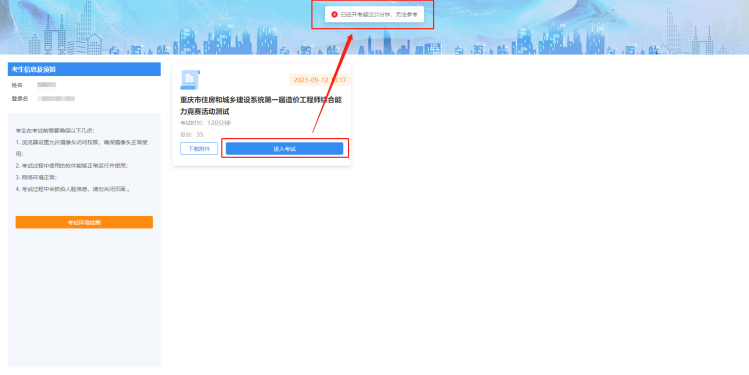 已经开考超过20分钟，无法参考
考生信息及须知
姓名
登录名
考生在考试前需要确保以下几点：
1. 浏览器设置允许摄像头访问权限，确保摄像头正常使
用；
2. 考试过程中使用的软件能够正常运行并使用；
3. 网络环境正常；
4. 考试过程中会抓拍人脸信息，请勿关闭页面 。
考试环境检测
2023-09-12
重庆市住房和城乡建设系统第一届造价工程师综合能
力竞赛活动测试
考试时长： 120分钟
总分： 35
下载附件
进入考试